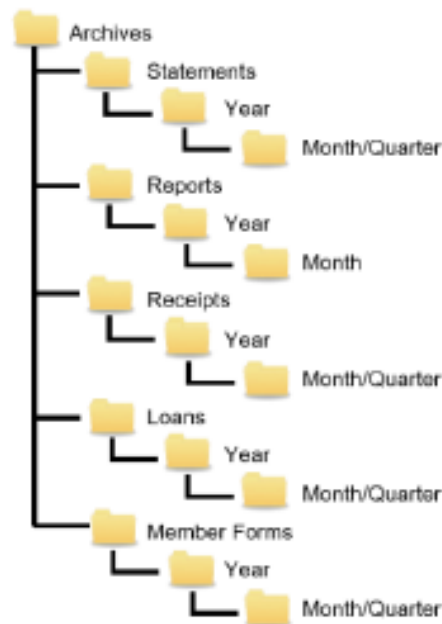 Archives
Statements
Year
Month/Quarter
Reports
Year
Month
Receipts
Year
Month/Quarter
Loans
Year
Month/Quarter
Member Forms
Year
Month/Quarter